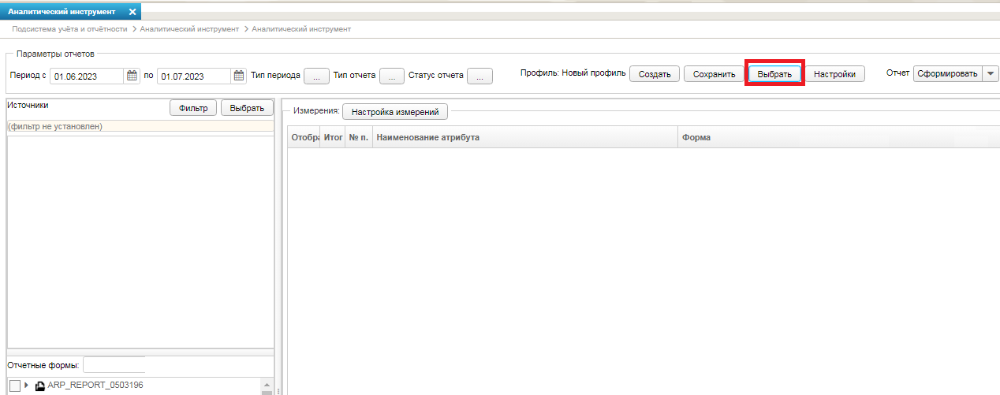 Аналитический инструмент
Подсистема учёта и отчётности > Аналитический инструмент > Аналитический инструмент
Параметры отчетов
Период с 01.06.2023 по 01.07.2023 Тип периода ... Тип отчета ... Статус отчета ... Профиль: Новый профиль Создать Сохранить Выбрать Настройки Отчет Сформировать
Источники Фильтр Выбрать
(фильтр не установлен)
Измерения: Настройка измерений
Отобра Итог № п. Наименование атрибута Форма
Отчетные формы:
ARP_REPORT_0503196